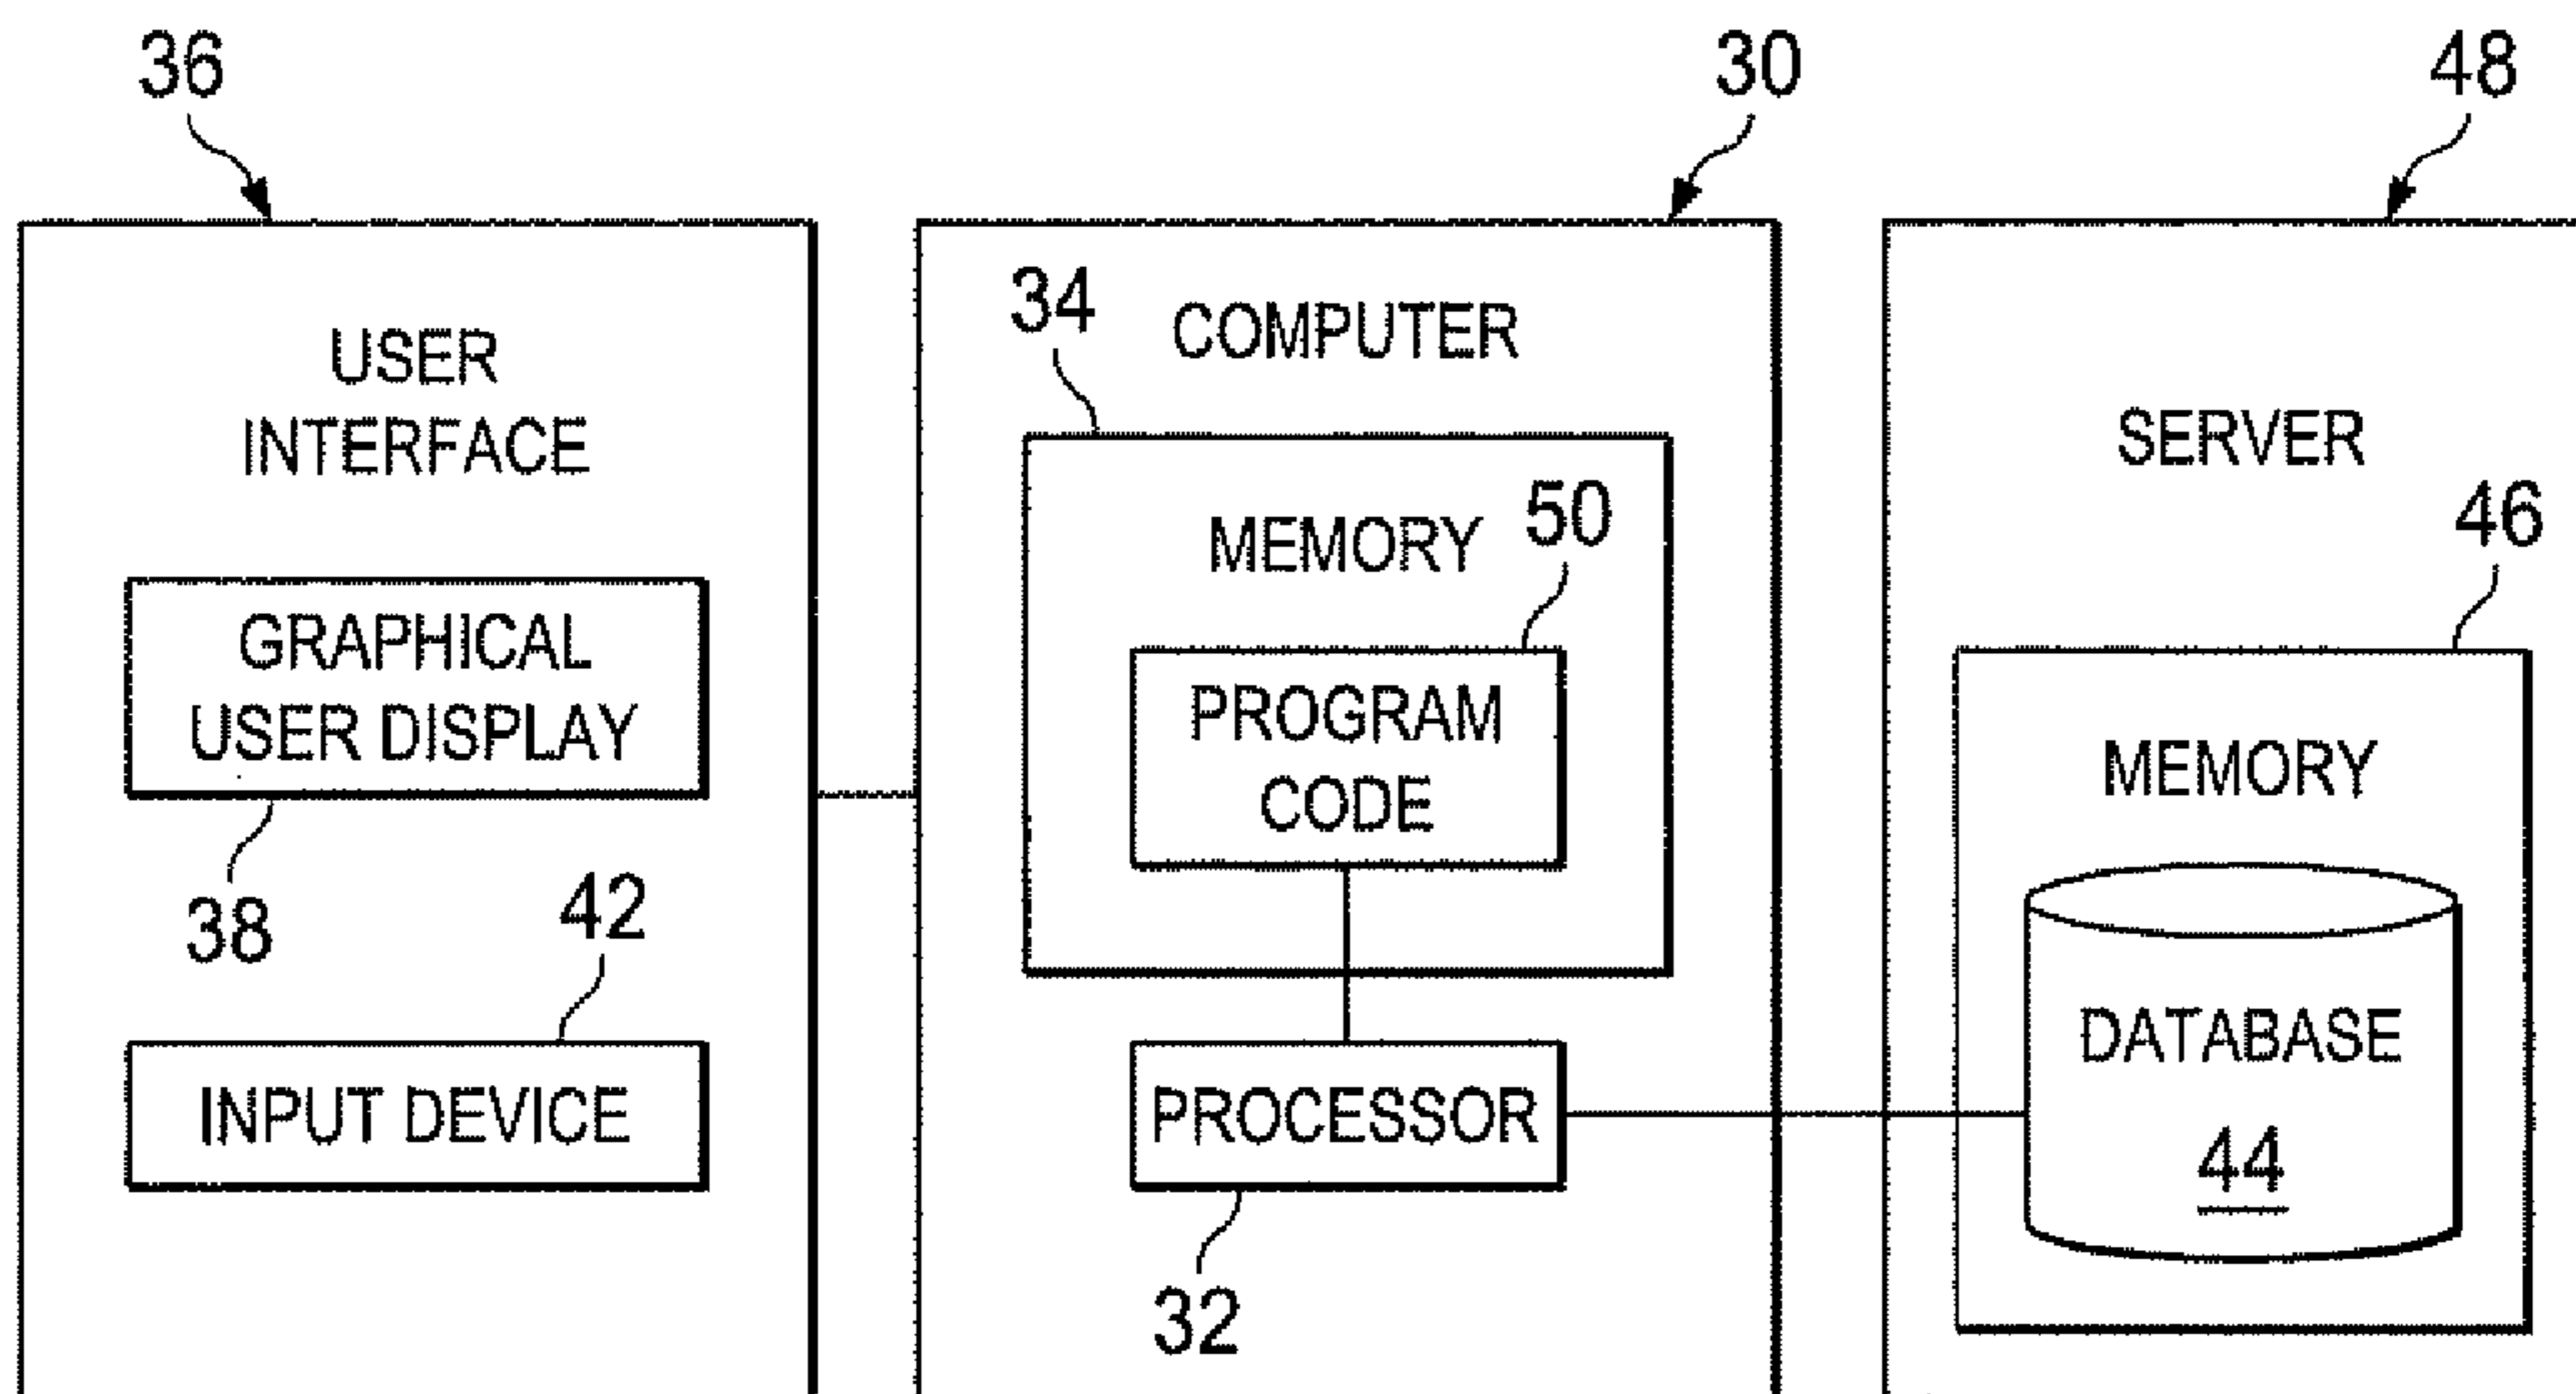 36
USER
INTERFACE
GRAPHICAL
USER DISPLAY
38
42
INPUT DEVICE
30
COMPUTER
34
MEMORY
50
PROGRAM
CODE
PROCESSOR
32
48
SERVER
46
MEMORY
DATABASE
44